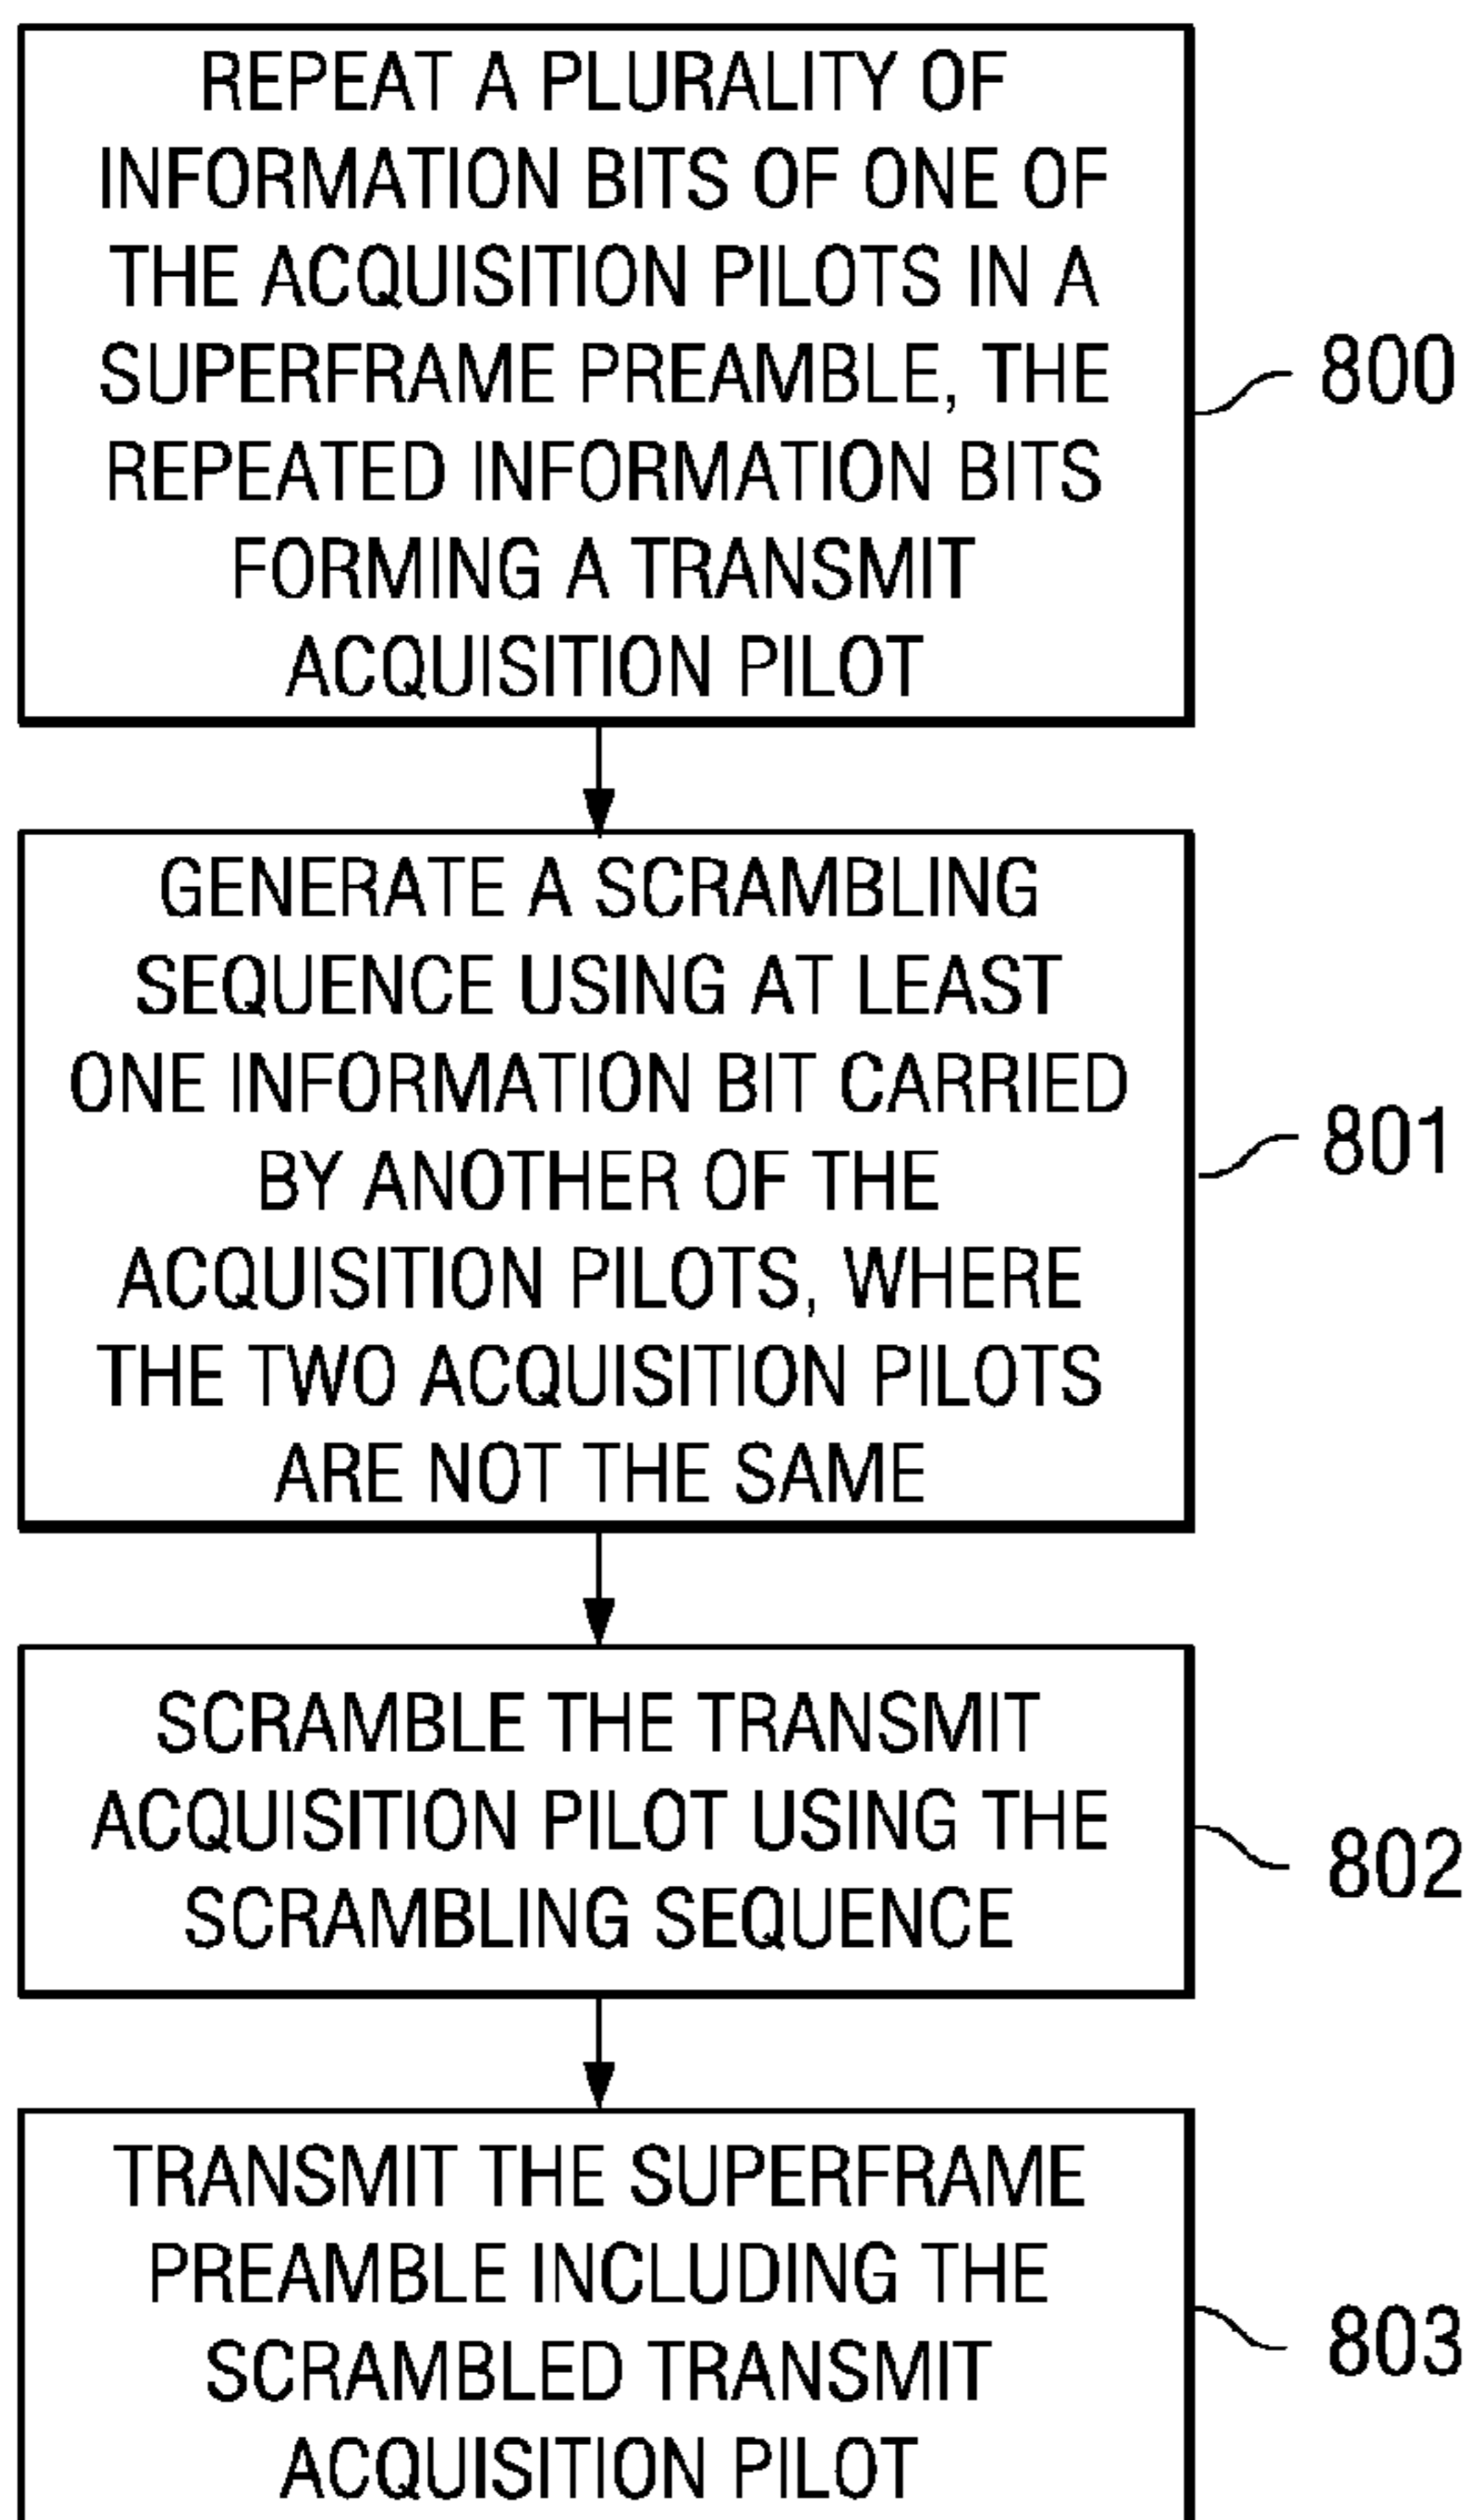 REPEAT A PLURALITY OF
INFORMATION BITS OF ONE OF
THE ACQUISITION PILOTS IN A
SUPERFRAME PREAMBLE, THE
REPEATED INFORMATION BITS
FORMING A TRANSMIT
ACQUISITION PILOT
800
GENERATE A SCRAMBLING
SEQUENCE USING AT LEAST
ONE INFORMATION BIT CARRIED
BY ANOTHER OF THE
ACQUISITION PILOTS, WHERE
THE TWO ACQUISITION PILOTS
ARE NOT THE SAME
801
SCRAMBLE THE TRANSMIT
ACQUISITION PILOT USING THE
SCRAMBLING SEQUENCE
802
TRANSMIT THE SUPERFRAME
PREAMBLE INCLUDING THE
SCRAMBLED TRANSMIT
ACQUISITION PILOT
803